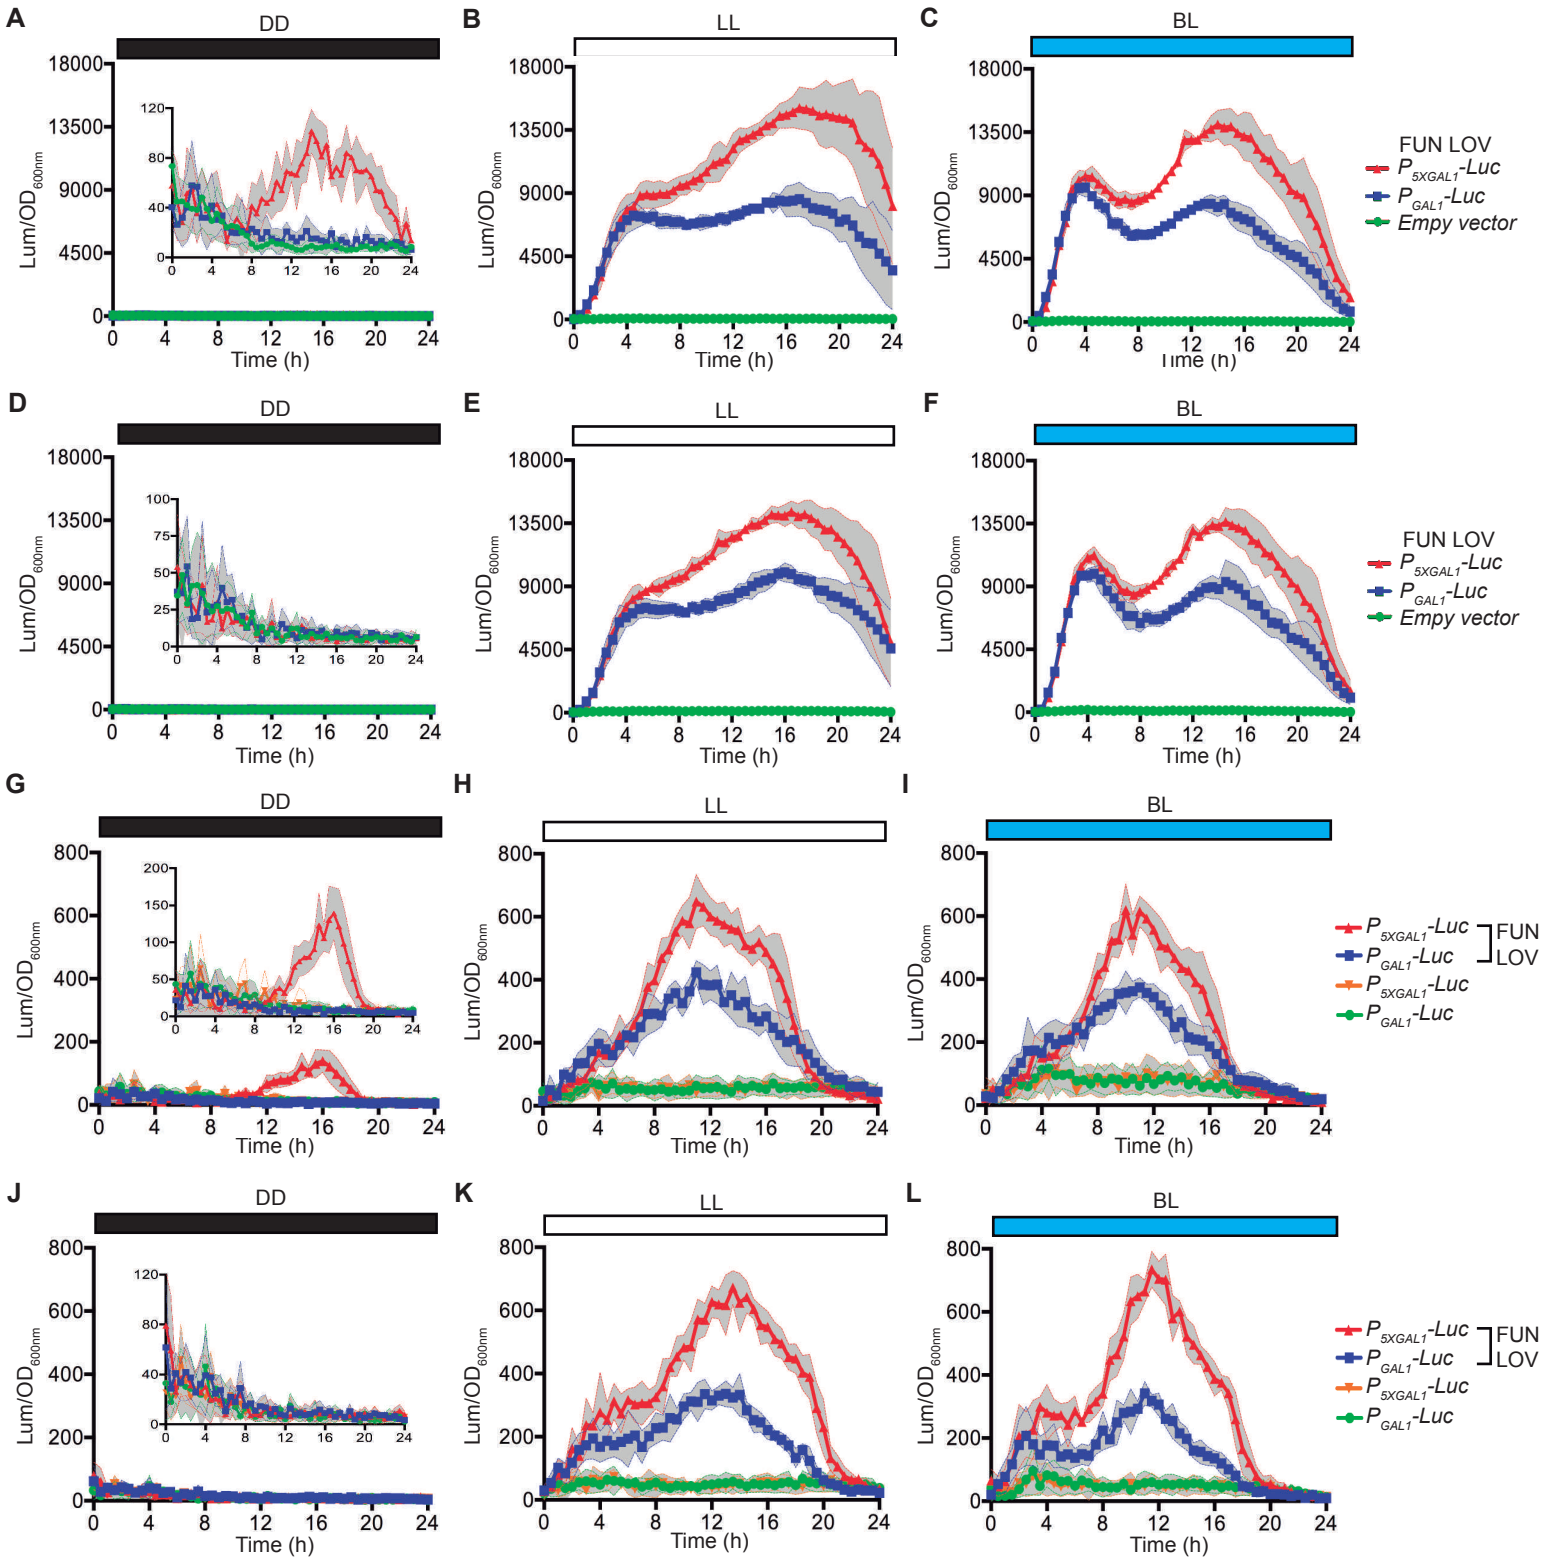 A
DD
Lum/OD600nm
18000
13500
9000
4500
0
120
80
40
0
0 4 8 12 16 20 24
0 4 8 12 16 20 24
Time (h)
B
LL
Lum/OD600nm
18000
13500
9000
4500
0
0 4 8 12 16 20 24
Time (h)
C
BL
Lum/OD600nm
18000
13500
9000
4500
0
0 4 8 12 16 20 24
Time (h)
FUN LOV
P5XGAL1-Luc
PGAL1-Luc
Empy vector
D
DD
Lum/OD600nm
18000
13500
9000
4500
0
100
75
50
25
0
0 4 8 12 16 20 24
0 4 8 12 16 20 24
Time (h)
E
LL
Lum/OD600nm
18000
13500
9000
4500
0
0 4 8 12 16 20 24
Time (h)
F
BL
Lum/OD600nm
18000
13500
9000
4500
0
0 4 8 12 16 20 24
Time (h)
FUN LOV
P5XGAL1-Luc
PGAL1-Luc
Empy vector
G
DD
Lum/OD600nm
800
600
400
200
0
200
150
100
50
0
0 4 8 12 16 20 24
0 4 8 12 16 20 24
Time (h)
H
LL
Lum/OD600nm
800
600
400
200
0
0 4 8 12 16 20 24
Time (h)
I
BL
Lum/OD600nm
800
600
400
200
0
0 4 8 12 16 20 24
Time (h)
P5XGAL1-Luc
PGAL1-Luc
FUN
LOV
P5XGAL1-Luc
PGAL1-Luc
J
DD
Lum/OD600nm
800
600
400
200
0
120
80
40
0
0 4 8 12 16 20 24
0 4 8 12 16 20 24
Time (h)
K
LL
Lum/OD600nm
800
600
400
200
0
0 4 8 12 16 20 24
Time (h)
L
BL
Lum/OD600nm
800
600
400
200
0
0 4 8 12 16 20 24
Time (h)
P5XGAL1-Luc
PGAL1-Luc
FUN
LOV
P5XGAL1-Luc
PGAL1-Luc